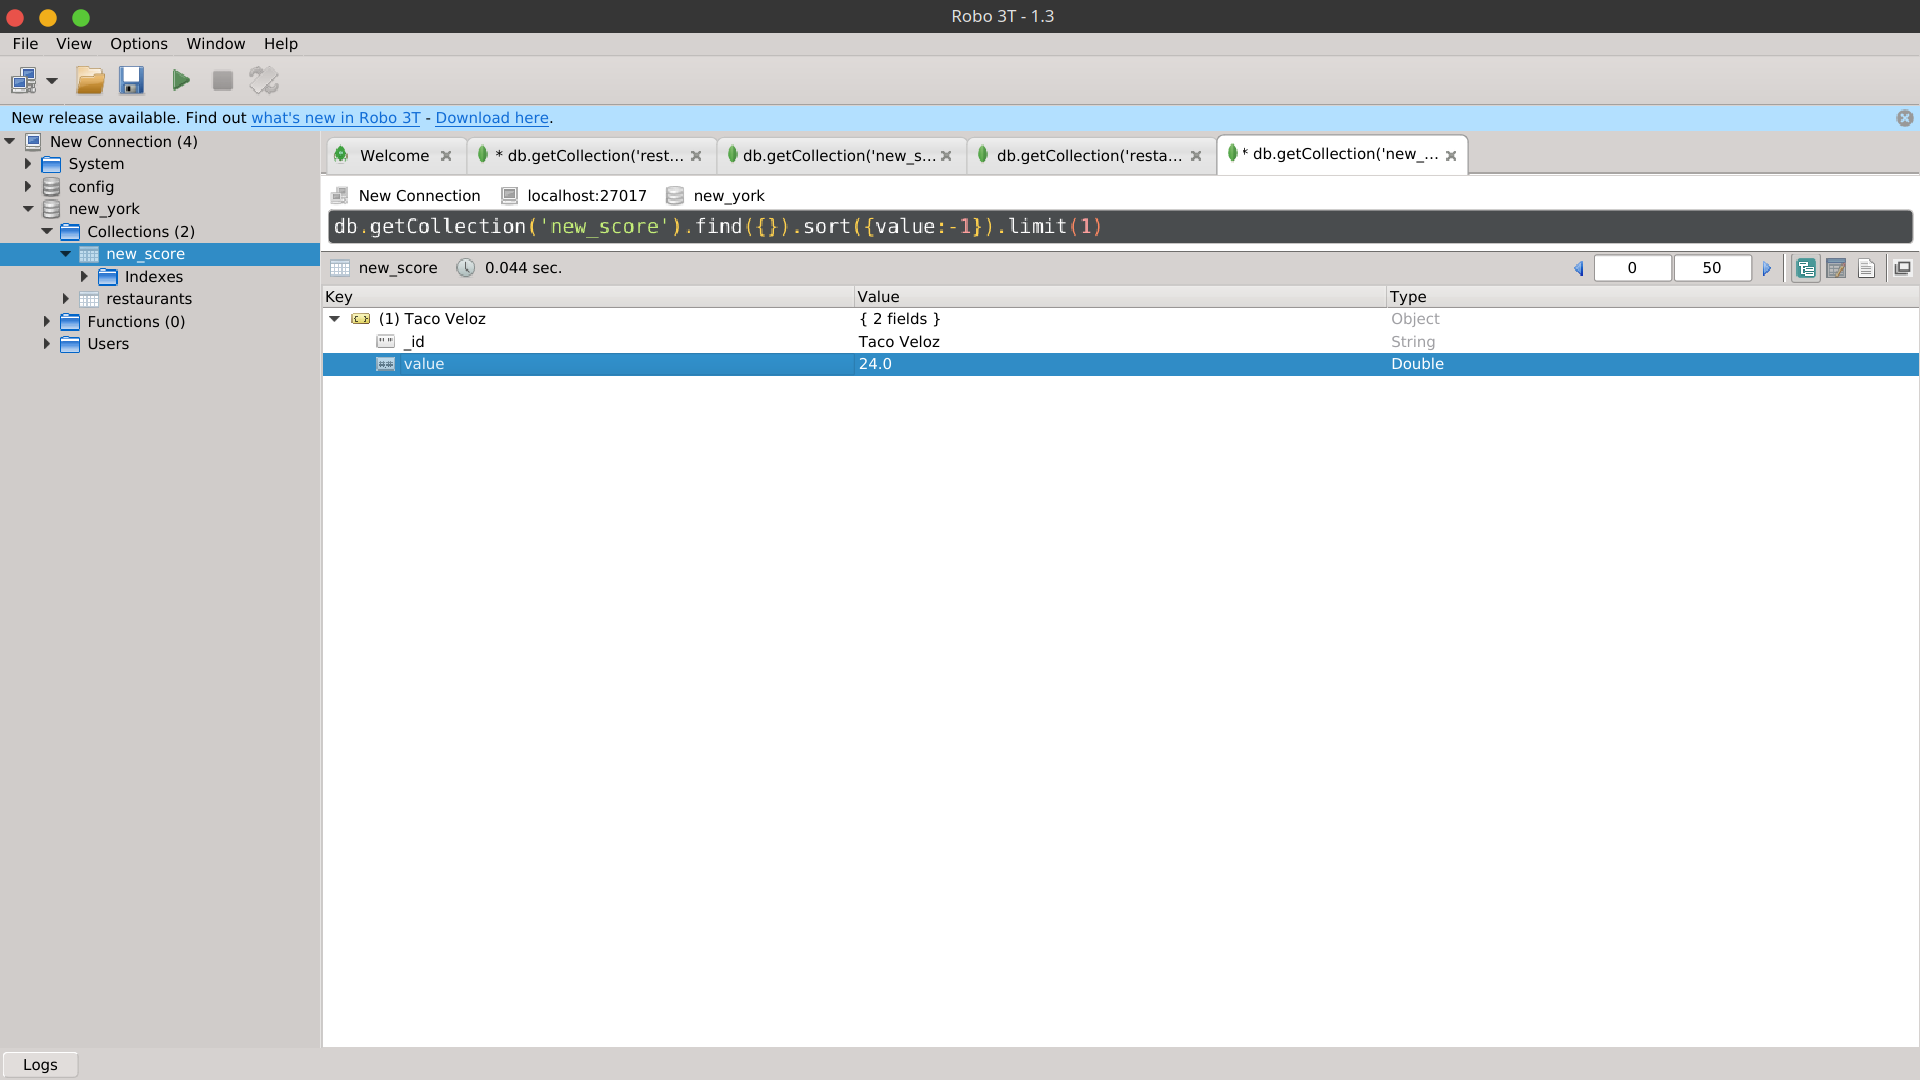 Robo 3T - 1.3
File View Options Window Help
New release available. Find out what's new in Robo 3T - Download here.
New Connection (4)
System
config
new_york
Collections (2)
new_score
Indexes
restaurants
Functions (0)
Users
Welcome
* db.getCollection('rest...
db.getCollection('new_s...
db.getCollection('resta...
* db.getCollection('new_...
New Connection localhost:27017 new_york
db.getCollection('new_score').find({}).sort({value:-1}).limit(1)
new_score 0.044 sec. 0 50
Key Value Type
(1) Taco Veloz { 2 fields } Object
_id Taco Veloz String
value 24.0 Double
Logs